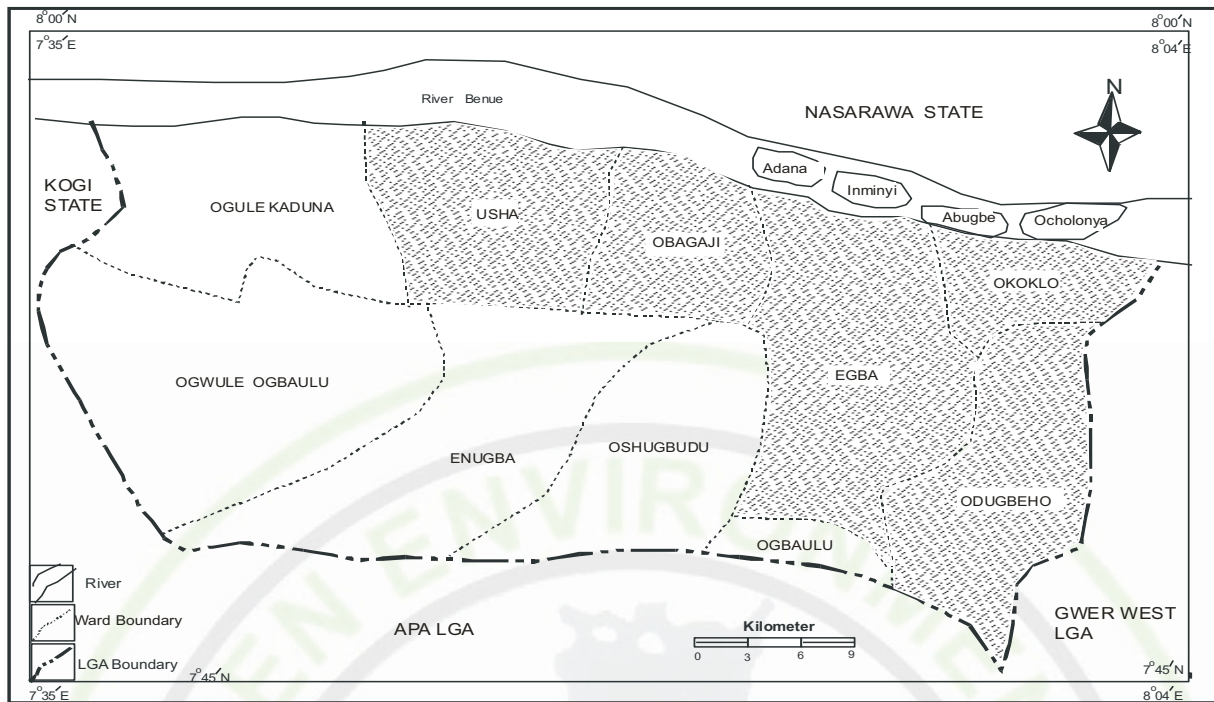 8°00′N
8°00′N
7°35′E
8°04′E
River Benue
NASARAWA STATE
N
Adana
Inminyi
Abugbe
Ocholonya
KOGI
STATE
OGULE KADUNA
USHA
OBAGAJI
OKOKLO
OGWULE OGBAULU
EGBA
ENUGBA
OSHUGBUDU
ODUGBEHO
OGBAULU
River
Ward Boundary
LGA Boundary
APA LGA
Kilometer
0 3 6 9
GWER WEST
LGA
7°45′N
7°45′N
7°35′E
8°04′E
EN ENVIRONMEN